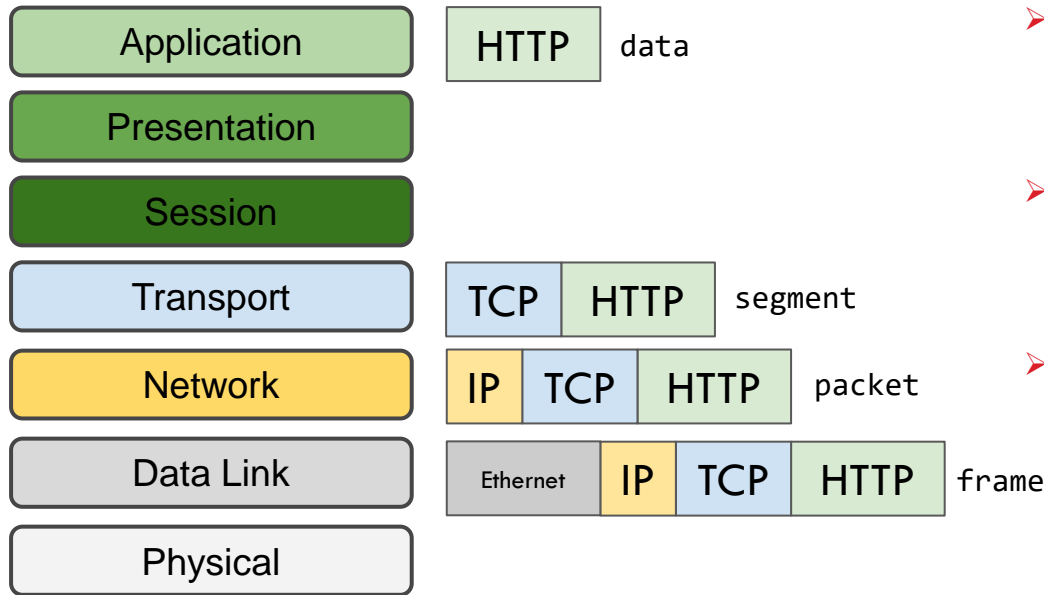 Application HTTP data
Presentation
Session
Transport TCP HTTP segment
Network IP TCP HTTP packet
Data Link Ethernet IP TCP HTTP frame
Physical